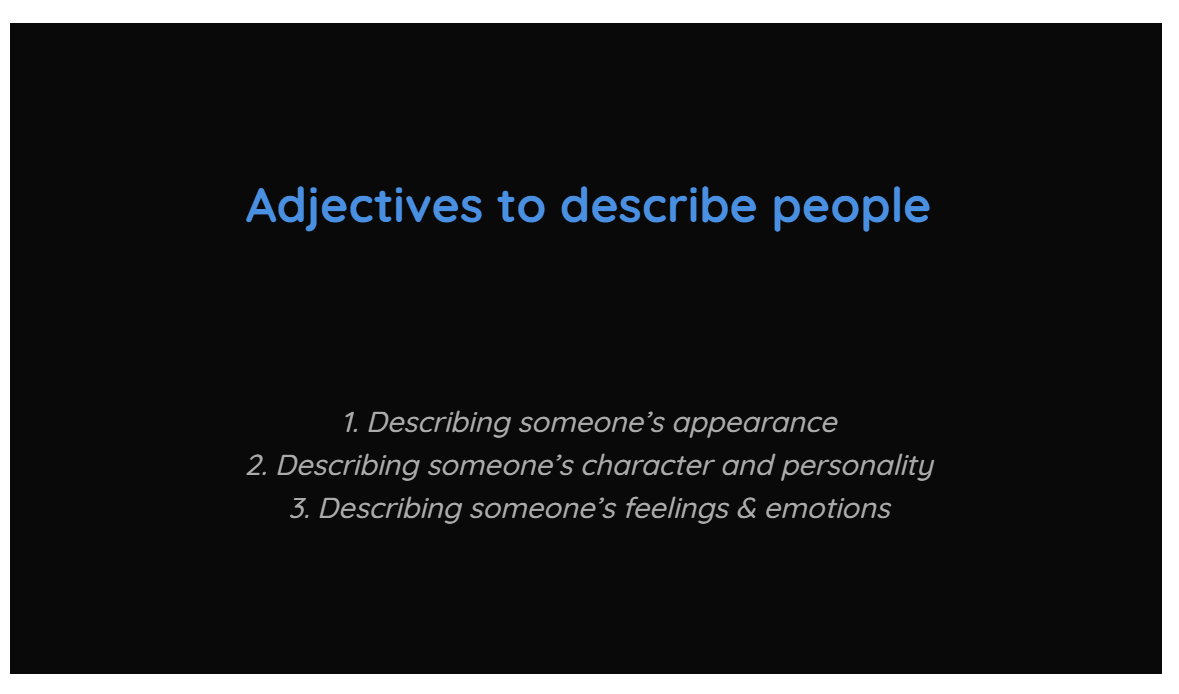 Adjectives to describe people
1. Describing someone’s appearance
2. Describing someone’s character and personality
3. Describing someone’s feelings & emotions